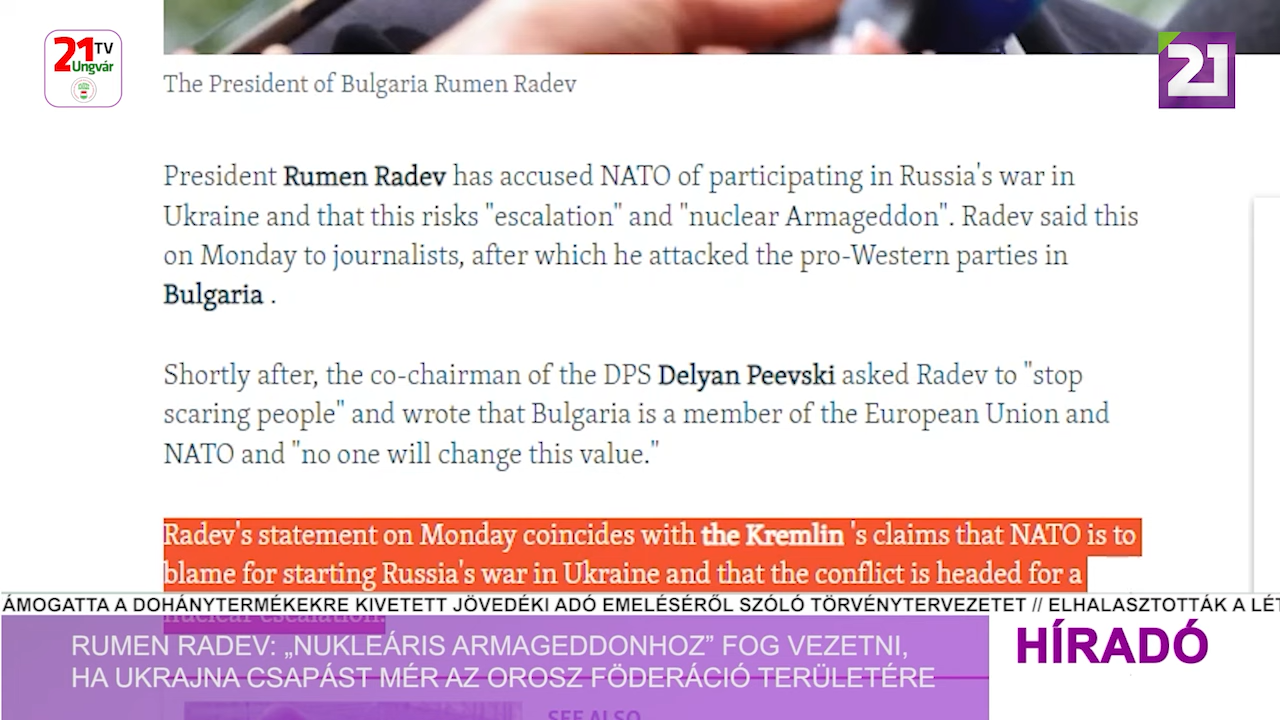 21 TV
Ungvár
21
The President of Bulgaria Rumen Radev
President Rumen Radev has accused NATO of participating in Russia's war in
Ukraine and that this risks "escalation" and "nuclear Armageddon". Radev said this
on Monday to journalists, after which he attacked the pro-Western parties in
Bulgaria .
Shortly after, the co-chairman of the DPS Delyan Peevski asked Radev to "stop
scaring people" and wrote that Bulgaria is a member of the European Union and
NATO and "no one will change this value."
Radev's statement on Monday coincides with the Kremlin 's claims that NATO is to
blame for starting Russia's war in Ukraine and that the conflict is headed for a
nuclear escalation.
ÁMOGATTA A DOHÁNYTERMÉKEKRE KIVETETT JÖVEDÉKI ADÓ EMELÉSÉRŐL SZÓLÓ TÖRVÉNYTERVEZETET // ELHALASZTOTTÁK A LÉT
RUMEN RADEV: „NUKLEÁRIS ARMAGEDDONHOZ” FOG VEZETNI,
HA UKRAJNA CSAPÁST MÉR AZ OROSZ FÖDERÁCIÓ TERÜLETÉRE
HÍRADÓ
SEE ALSO